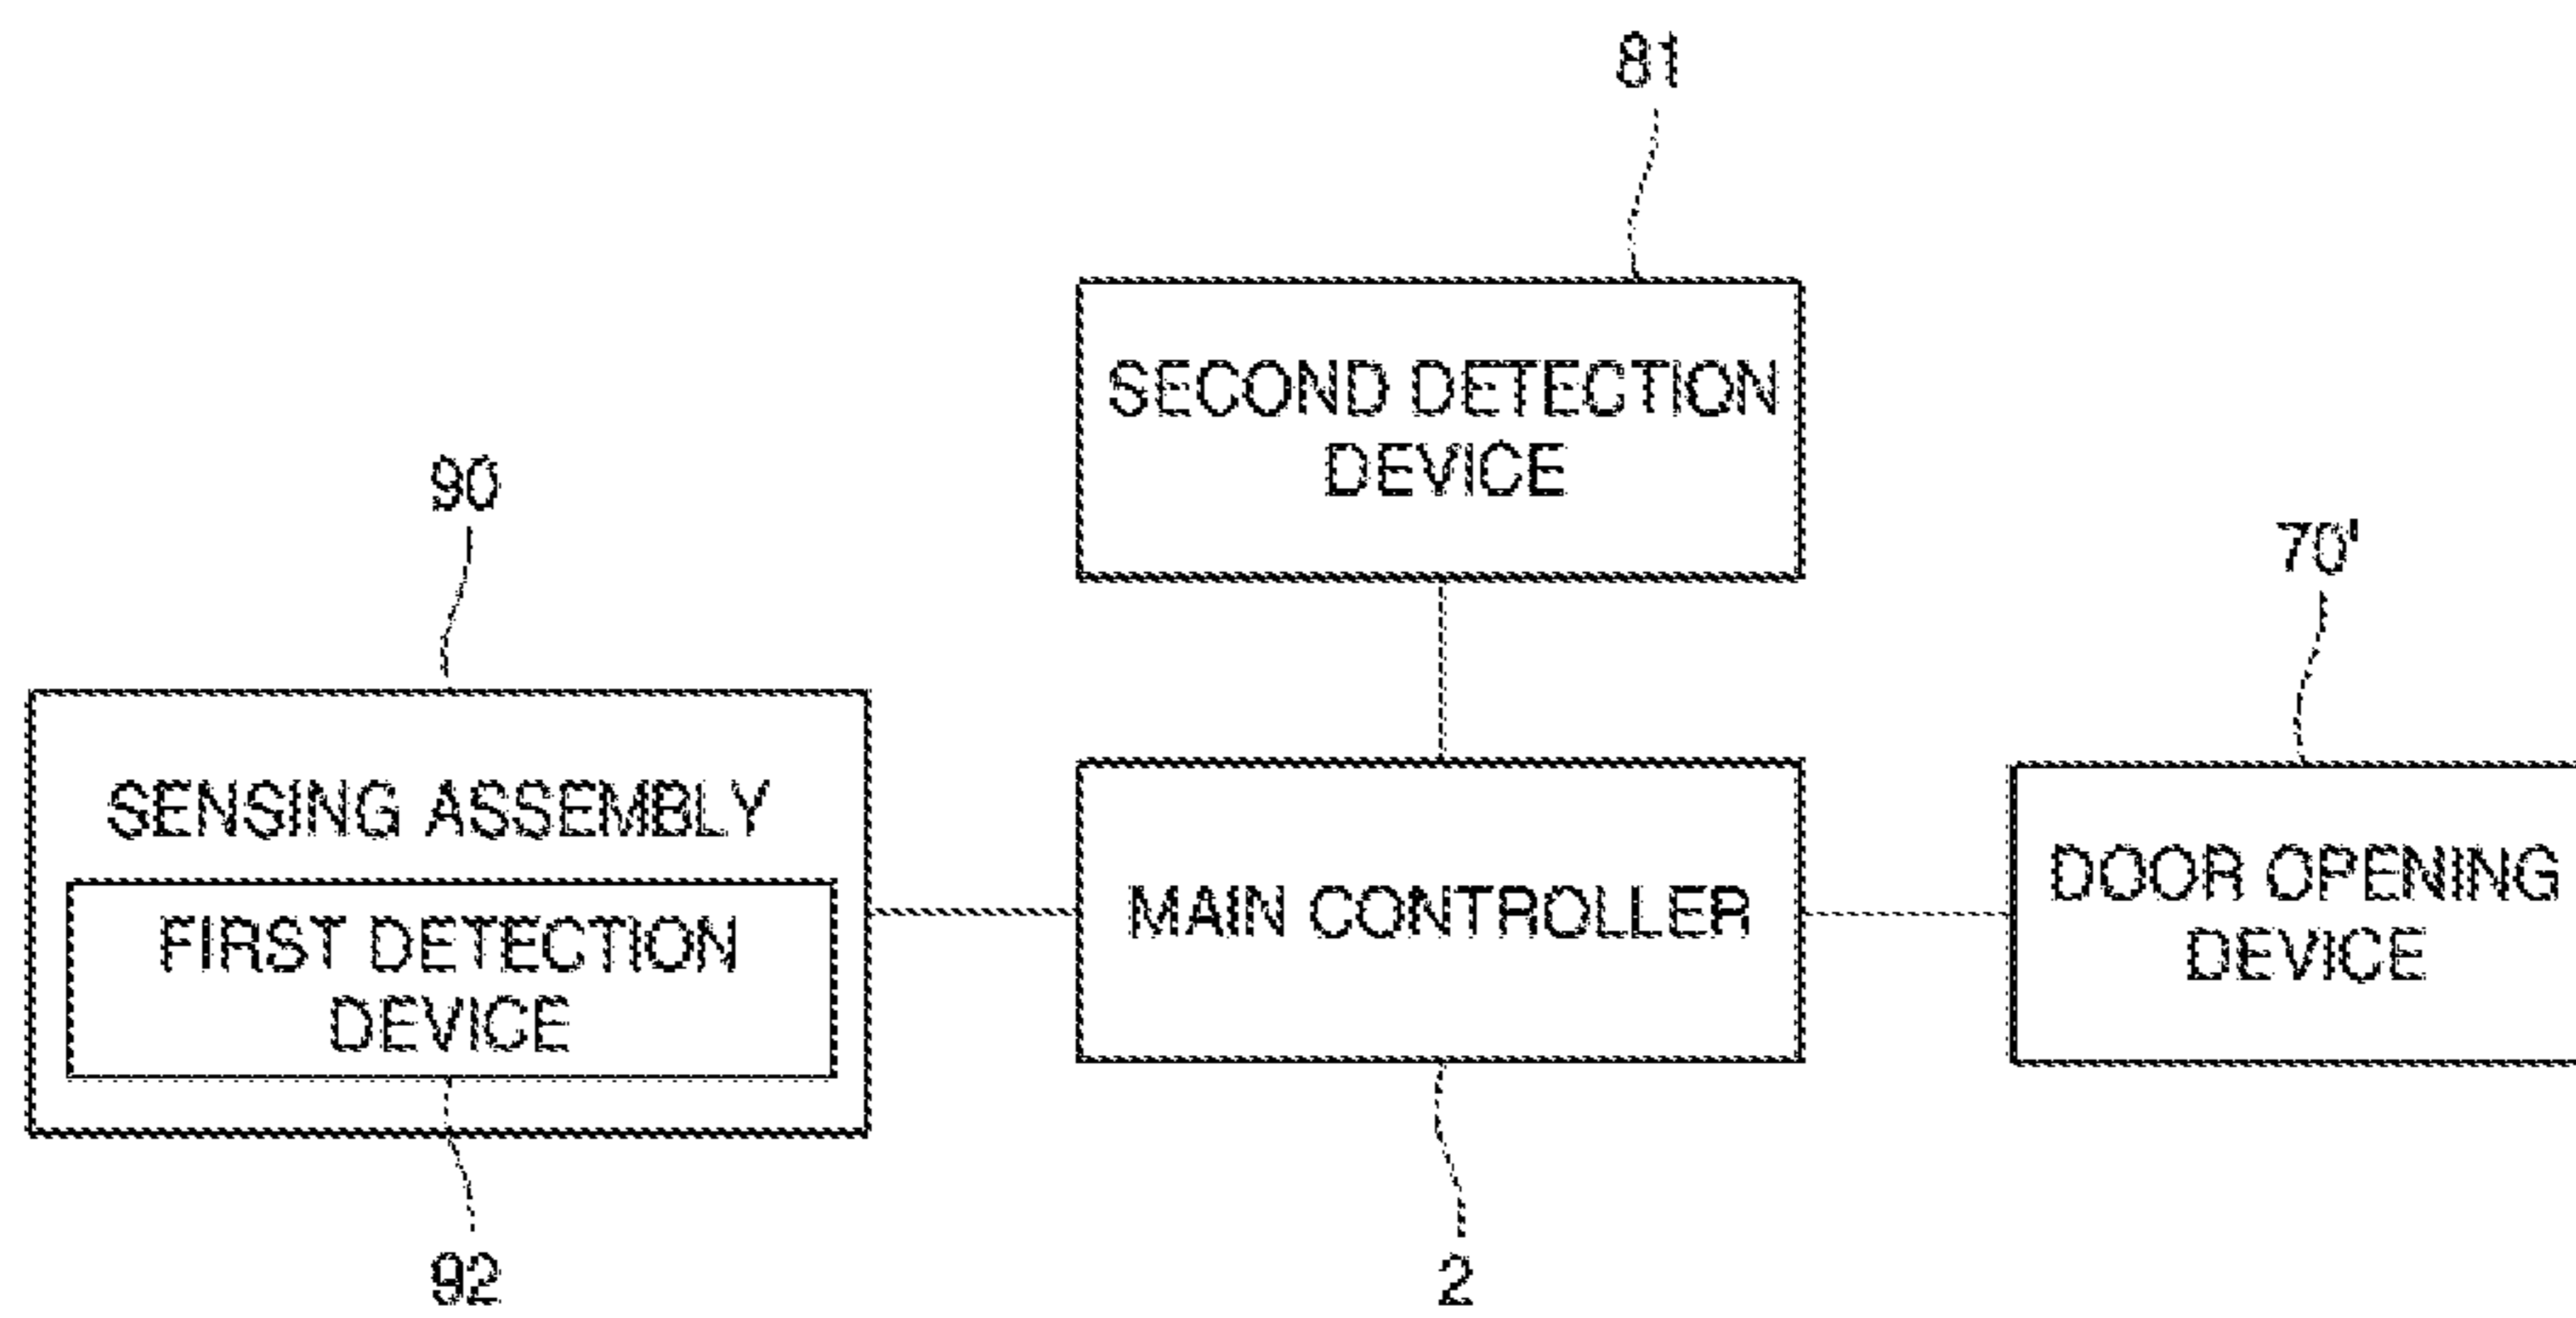 81
SECOND DETECTION
DEVICE
90
70'
SENSING ASSEMBLY
FIRST DETECTION
DEVICE
MAIN CONTROLLER
DOOR OPENING
DEVICE
92
2